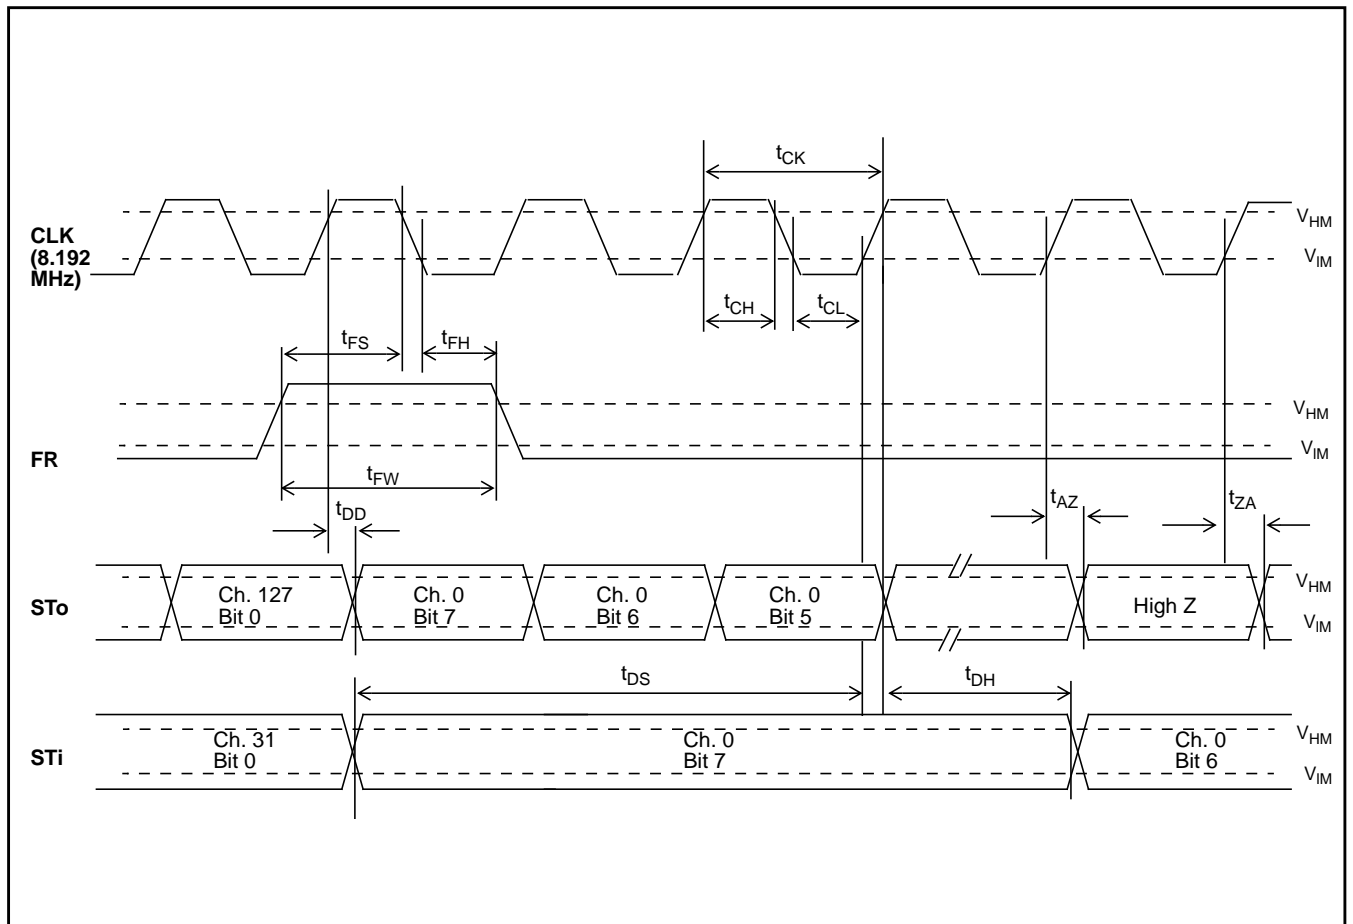 tCK
CLK
(8.192
MHz)
VHM
VIM
tCH
tCL
tFS
tFH
FR
VHM
VIM
tFW
tDD
tAZ
tZA
STo
Ch. 127
Bit 0
Ch. 0
Bit 7
Ch. 0
Bit 6
Ch. 0
Bit 5
High Z
VHM
VIM
tDS
tDH
STi
Ch. 31
Bit 0
Ch. 0
Bit 7
Ch. 0
Bit 6
VHM
VIM